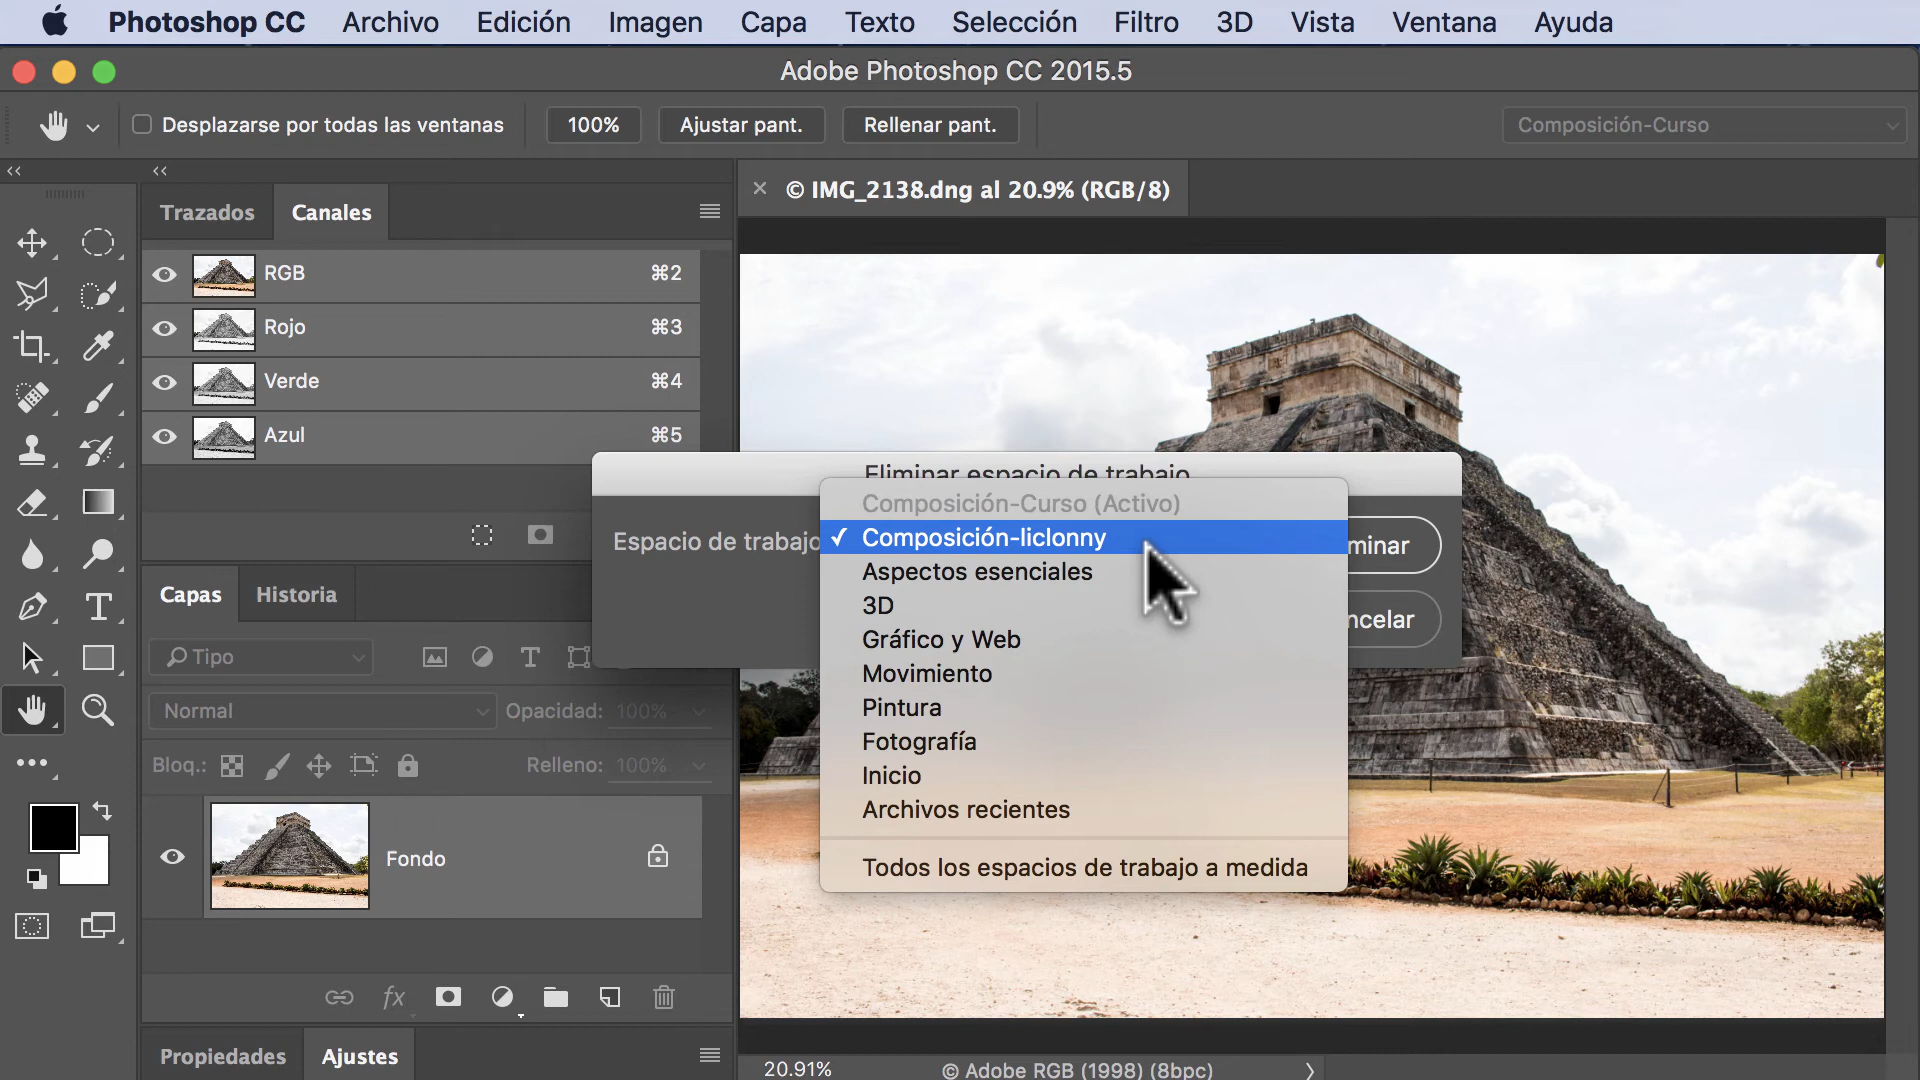 Photoshop CC Archivo Edición Imagen Capa Texto Selección Filtro 3D Vista Ventana Ayuda
Adobe Photoshop CC 2015.5
Desplazarse por todas las ventanas 100% Ajustar pant. Rellenar pant. Composición-Curso
Trazados Canales
× © IMG_2138.dng al 20.9% (RGB/8)
RGB ⌘2
Rojo ⌘3
Verde ⌘4
Azul ⌘5
Eliminar espacio de trabajo
Espacio de trabajo
Composición-Curso (Activo)
✓ Composición-liclonny
Aspectos esenciales
3D
Gráfico y Web
Movimiento
Pintura
Fotografía
Inicio
Archivos recientes
Todos los espacios de trabajo a medida
minar
ncelar
Capas Historia
Tipo
Normal Opacidad: 100%
Bloq.: Relleno: 100%
Fondo
fx
Propiedades Ajustes
20.91% © Adobe RGB (1998) (8bpc)